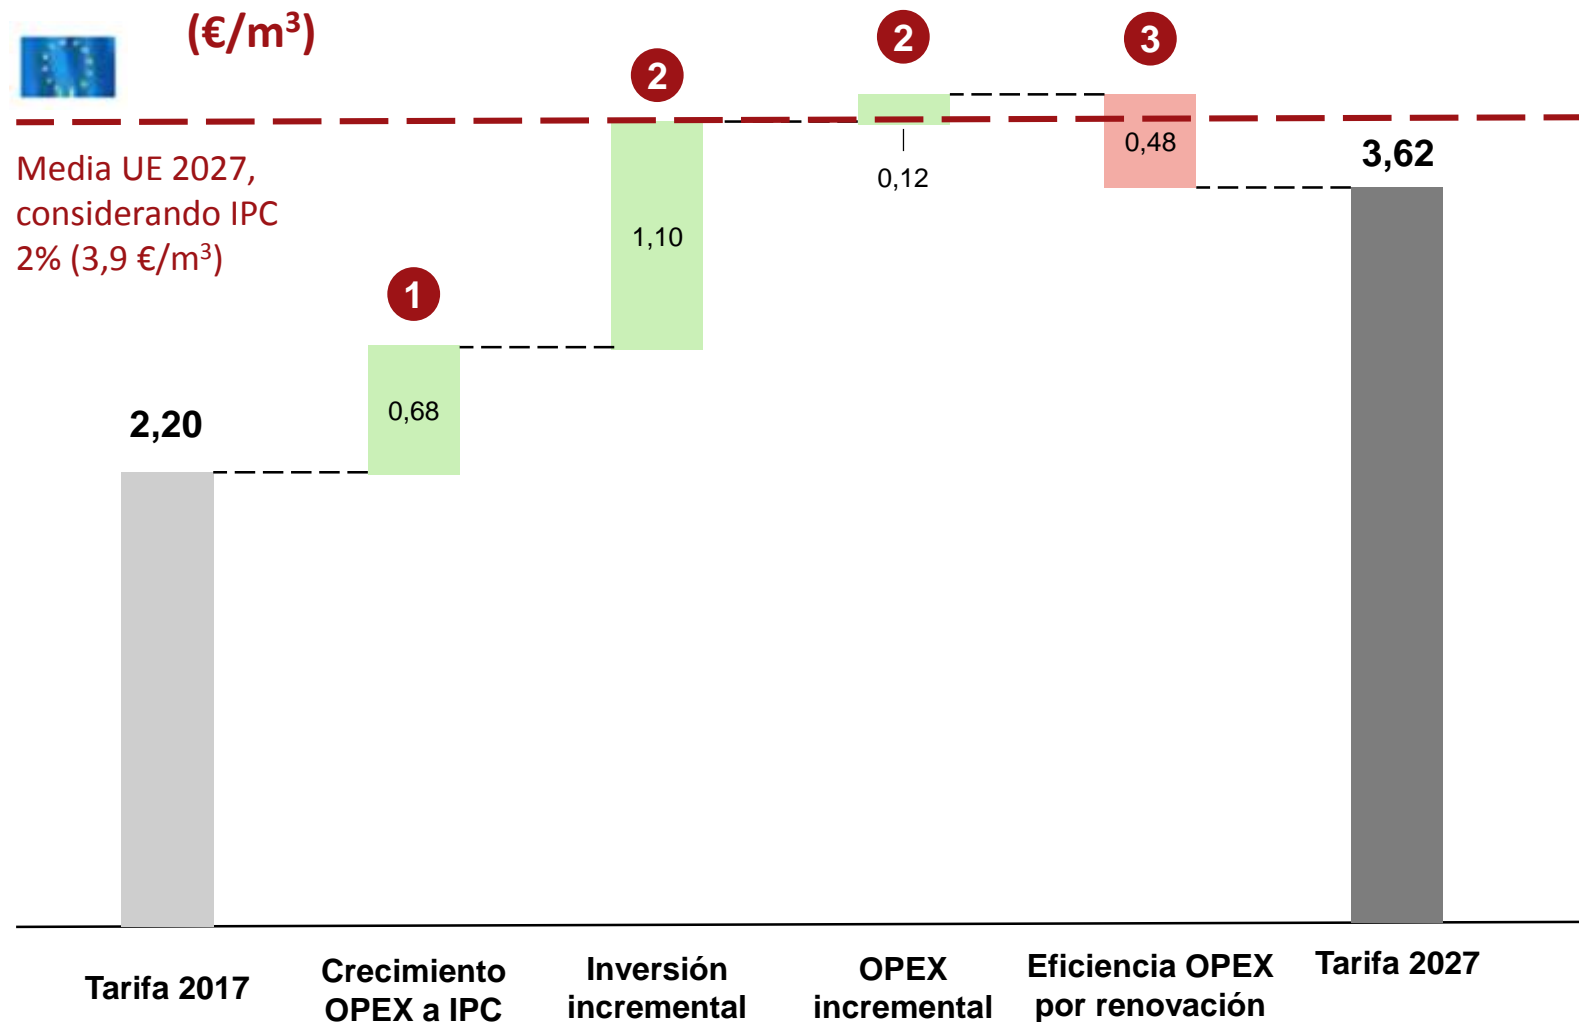 (€/m³)
2
2
3
Media UE 2027,
considerando IPC
2% (3,9 €/m³)
0,48
3,62
0,12
1,10
1
0,68
2,20
Tarifa 2017
Crecimiento
OPEX a IPC
Inversión
incremental
OPEX
incremental
Eficiencia OPEX
por renovación
Tarifa 2027